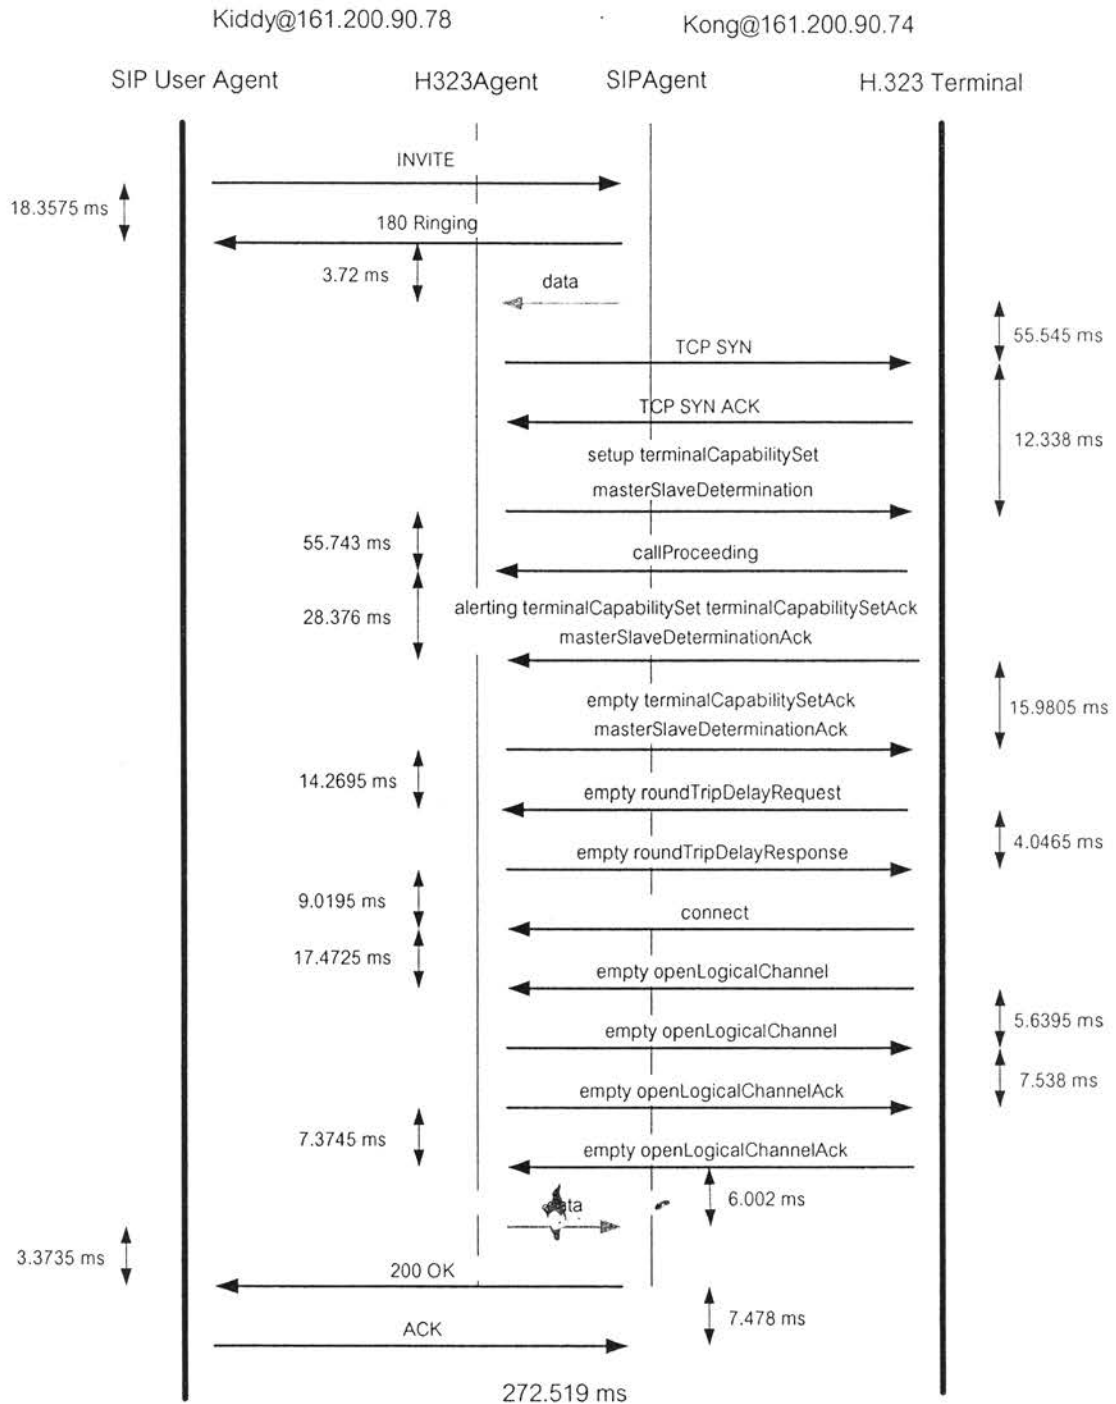 Kiddy@161.200.90.78 Kong@161.200.90.74
SIP User Agent H323Agent SIPAgent H.323 Terminal
INVITE
18.3575 ms
180 Ringing
3.72 ms
data
55.545 ms
TCP SYN
TCP SYN ACK
12.338 ms
setup terminalCapabilitySet
masterSlaveDetermination
55.743 ms
callProceeding
28.376 ms
alerting terminalCapabilitySet terminalCapabilitySetAck
masterSlaveDeterminationAck
15.9805 ms
empty terminalCapabilitySetAck
masterSlaveDeterminationAck
14.2695 ms
empty roundTripDelayRequest
4.0465 ms
empty roundTripDelayResponse
9.0195 ms
connect
17.4725 ms
empty openLogicalChannel
5.6395 ms
empty openLogicalChannel
7.538 ms
empty openLogicalChannelAck
7.3745 ms
empty openLogicalChannelAck
6.002 ms
3.3735 ms
200 OK
7.478 ms
ACK
272.519 ms